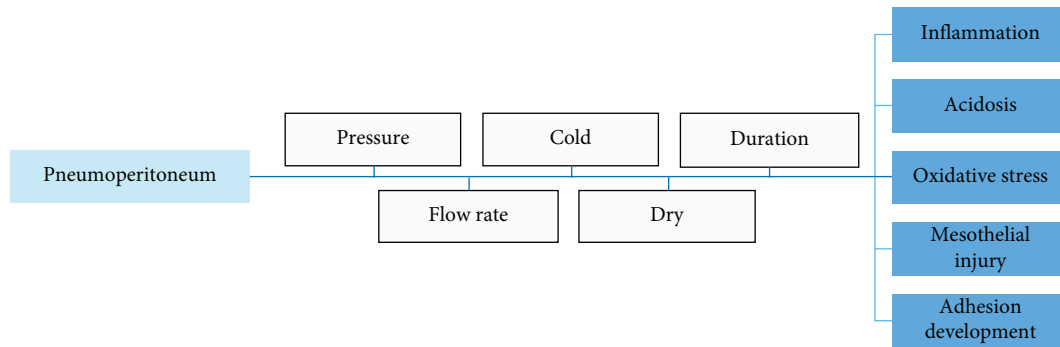 Pneumoperitoneum
Pressure
Cold
Duration
Flow rate
Dry
Inflammation
Acidosis
Oxidative stress
Mesothelial
injury
Adhesion
development